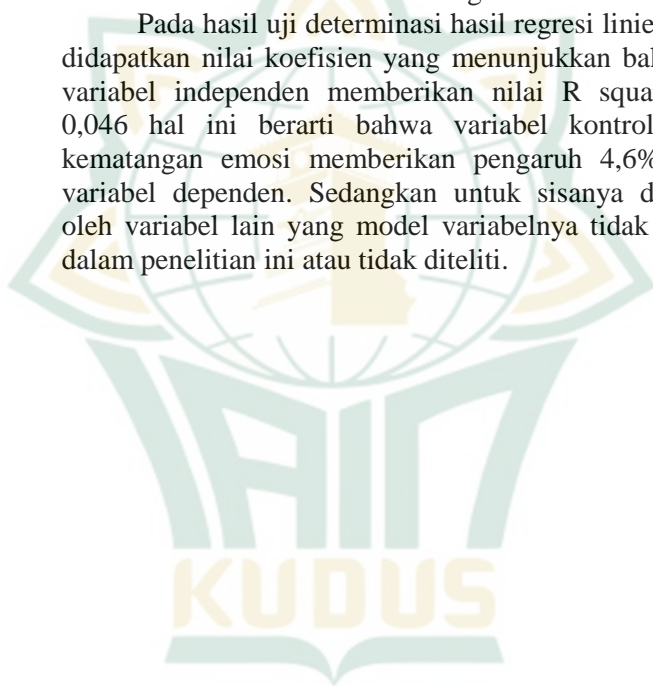 Pada hasil uji determinasi hasil regresi linie
didapatkan nilai koefisien yang menunjukkan bal
variabel independen memberikan nilai R squa
0,046 hal ini berarti bahwa variabel kontrol
kematangan emosi memberikan pengaruh 4,6%
variabel dependen. Sedangkan untuk sisanya d
oleh variabel lain yang model variabelnya tidak
dalam penelitian ini atau tidak diteliti.
IAIN
KUDUS